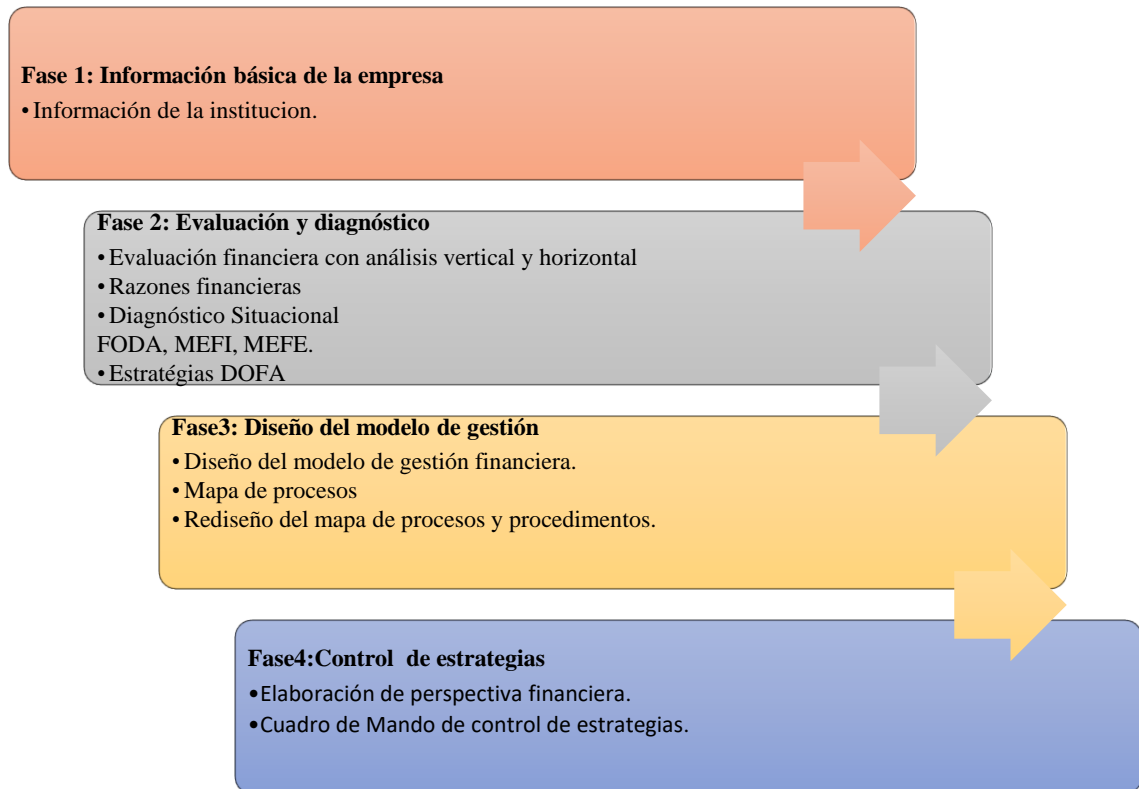 Fase 1: Información básica de la empresa
• Información de la institucion.
Fase 2: Evaluación y diagnóstico
• Evaluación financiera con análisis vertical y horizontal
• Razones financieras
• Diagnóstico Situacional
FODA, MEFI, MEFE.
• Estratégias DOFA
Fase3: Diseño del modelo de gestión
• Diseño del modelo de gestión financiera.
• Mapa de procesos
• Rediseño del mapa de procesos y procedimentos.
Fase4:Control de estrategias
•Elaboración de perspectiva financiera.
•Cuadro de Mando de control de estrategias.